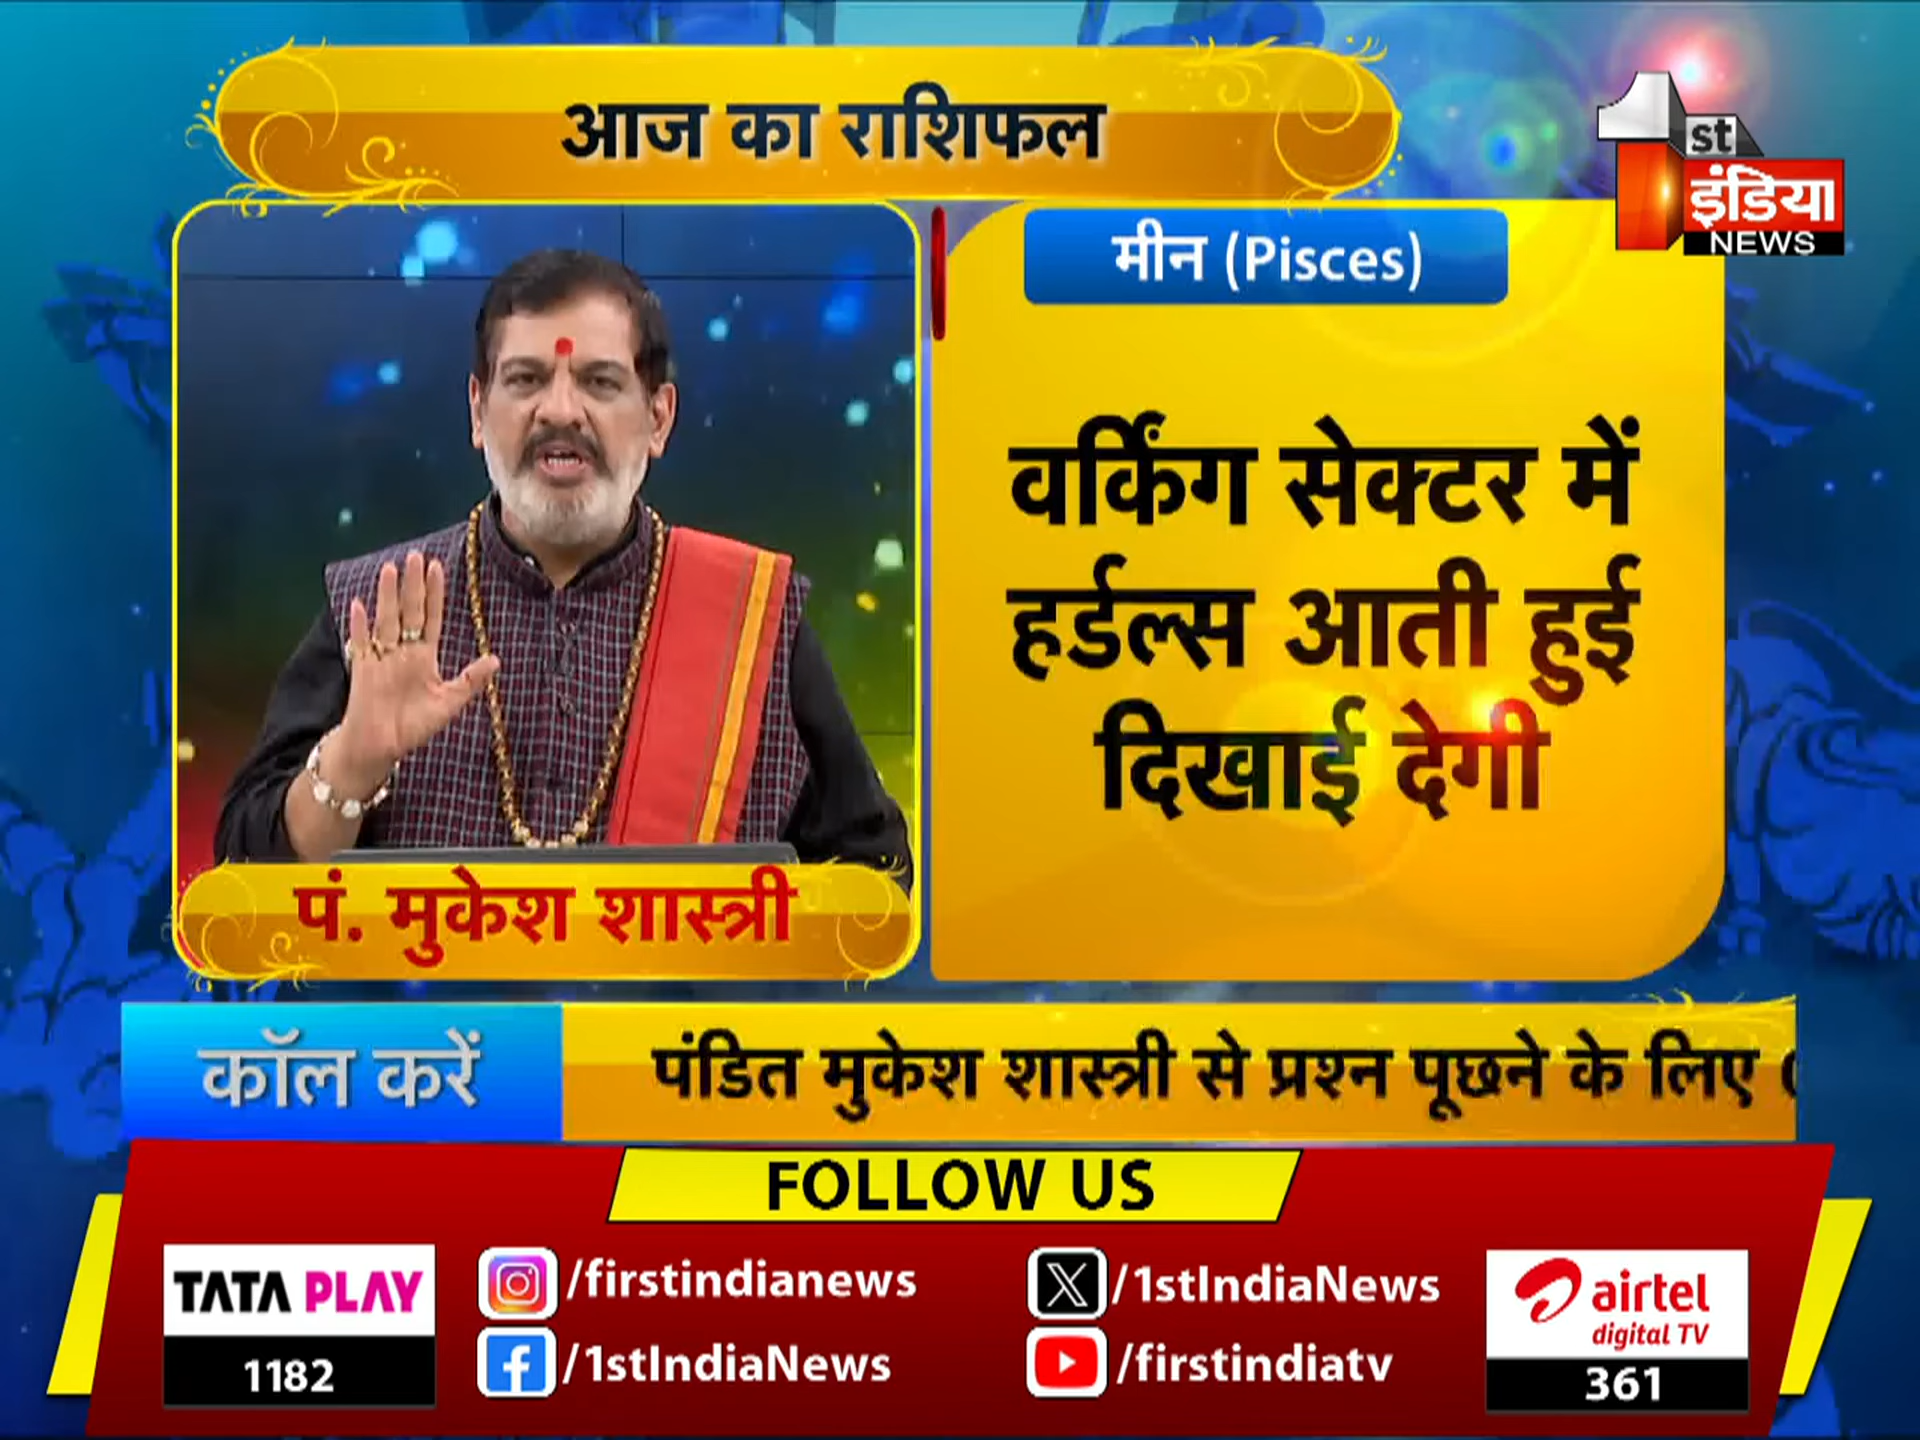 आज का राशिफल
1st
इंडिया
NEWS
मीन (Pisces)
वर्किंग सेक्टर में
हर्डल्स आती हुई
दिखाई देगी
पं. मुकेश शास्त्री
कॉल करें
पंडित मुकेश शास्त्री से प्रश्न पूछने के लिए
FOLLOW US
TATA PLAY
1182
/firstindianews
/1stIndiaNews
/1stIndiaNews
/firstindiatv
airtel
digital TV
361